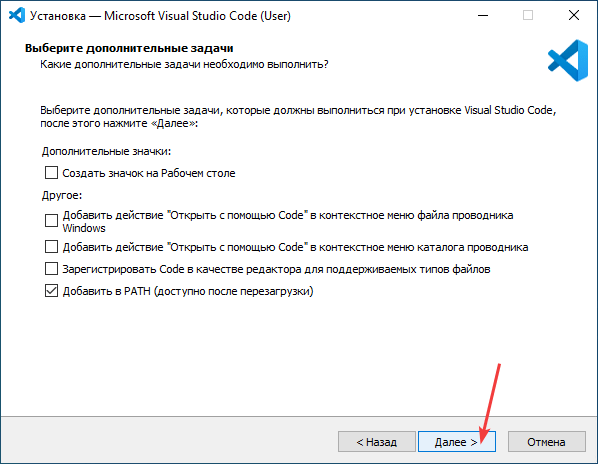 Установка — Microsoft Visual Studio Code (User)
Выберите дополнительные задачи
Какие дополнительные задачи необходимо выполнить?
Выберите дополнительные задачи, которые должны выполниться при установке Visual Studio Code,
после этого нажмите «Далее»:
Дополнительные значки:
Создать значок на Рабочем столе
Другое:
Добавить действие "Открыть с помощью Code" в контекстное меню файла проводника
Windows
Добавить действие "Открыть с помощью Code" в контекстное меню каталога проводника
Зарегистрировать Code в качестве редактора для поддерживаемых типов файлов
Добавить в PATH (доступно после перезагрузки)
< Назад
Далее >
Отмена